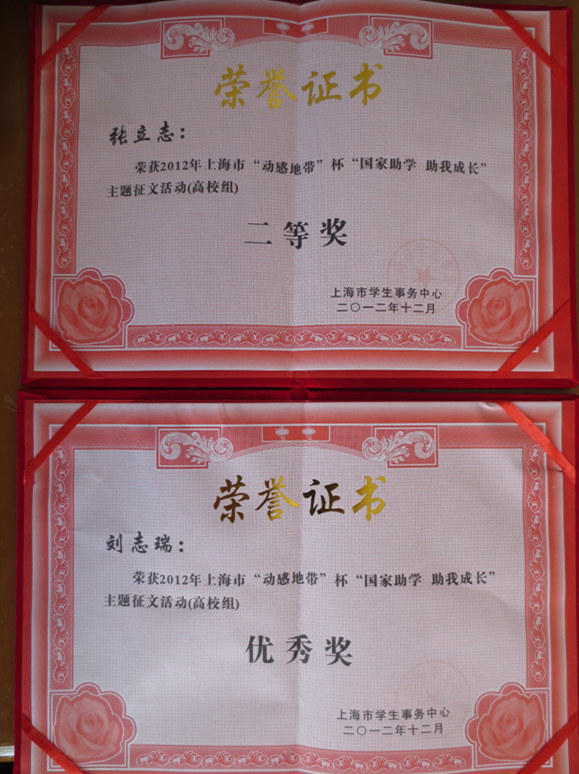 荣誉证书
张立志：
荣获2012年上海市“动感地带”杯“国家助学 助我成长”
主题征文活动(高校组)
二等奖
上海市学生事务中心
二〇一二年十二月
荣誉证书
刘志瑞：
荣获2012年上海市“动感地带”杯“国家助学 助我成长”
主题征文活动(高校组)
优秀奖
上海市学生事务中心
二〇一二年十二月